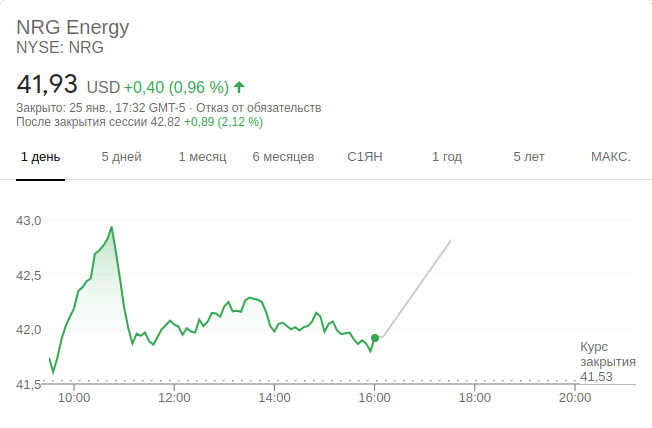 NRG Energy
NYSE: NRG
41,93 USD +0,40 (0,96 %)
Закрыто: 25 янв., 17:32 GMT-5 · Отказ от обязательств
После закрытия сессии 42,82 +0,89 (2,12 %)
1 день 5 дней 1 месяц 6 месяцев С1ЯН 1 год 5 лет МАКС.
43,0
42,5
42,0
Курс
закрытия
41,53
41,5
10:00 12:00 14:00 16:00 18:00 20:00